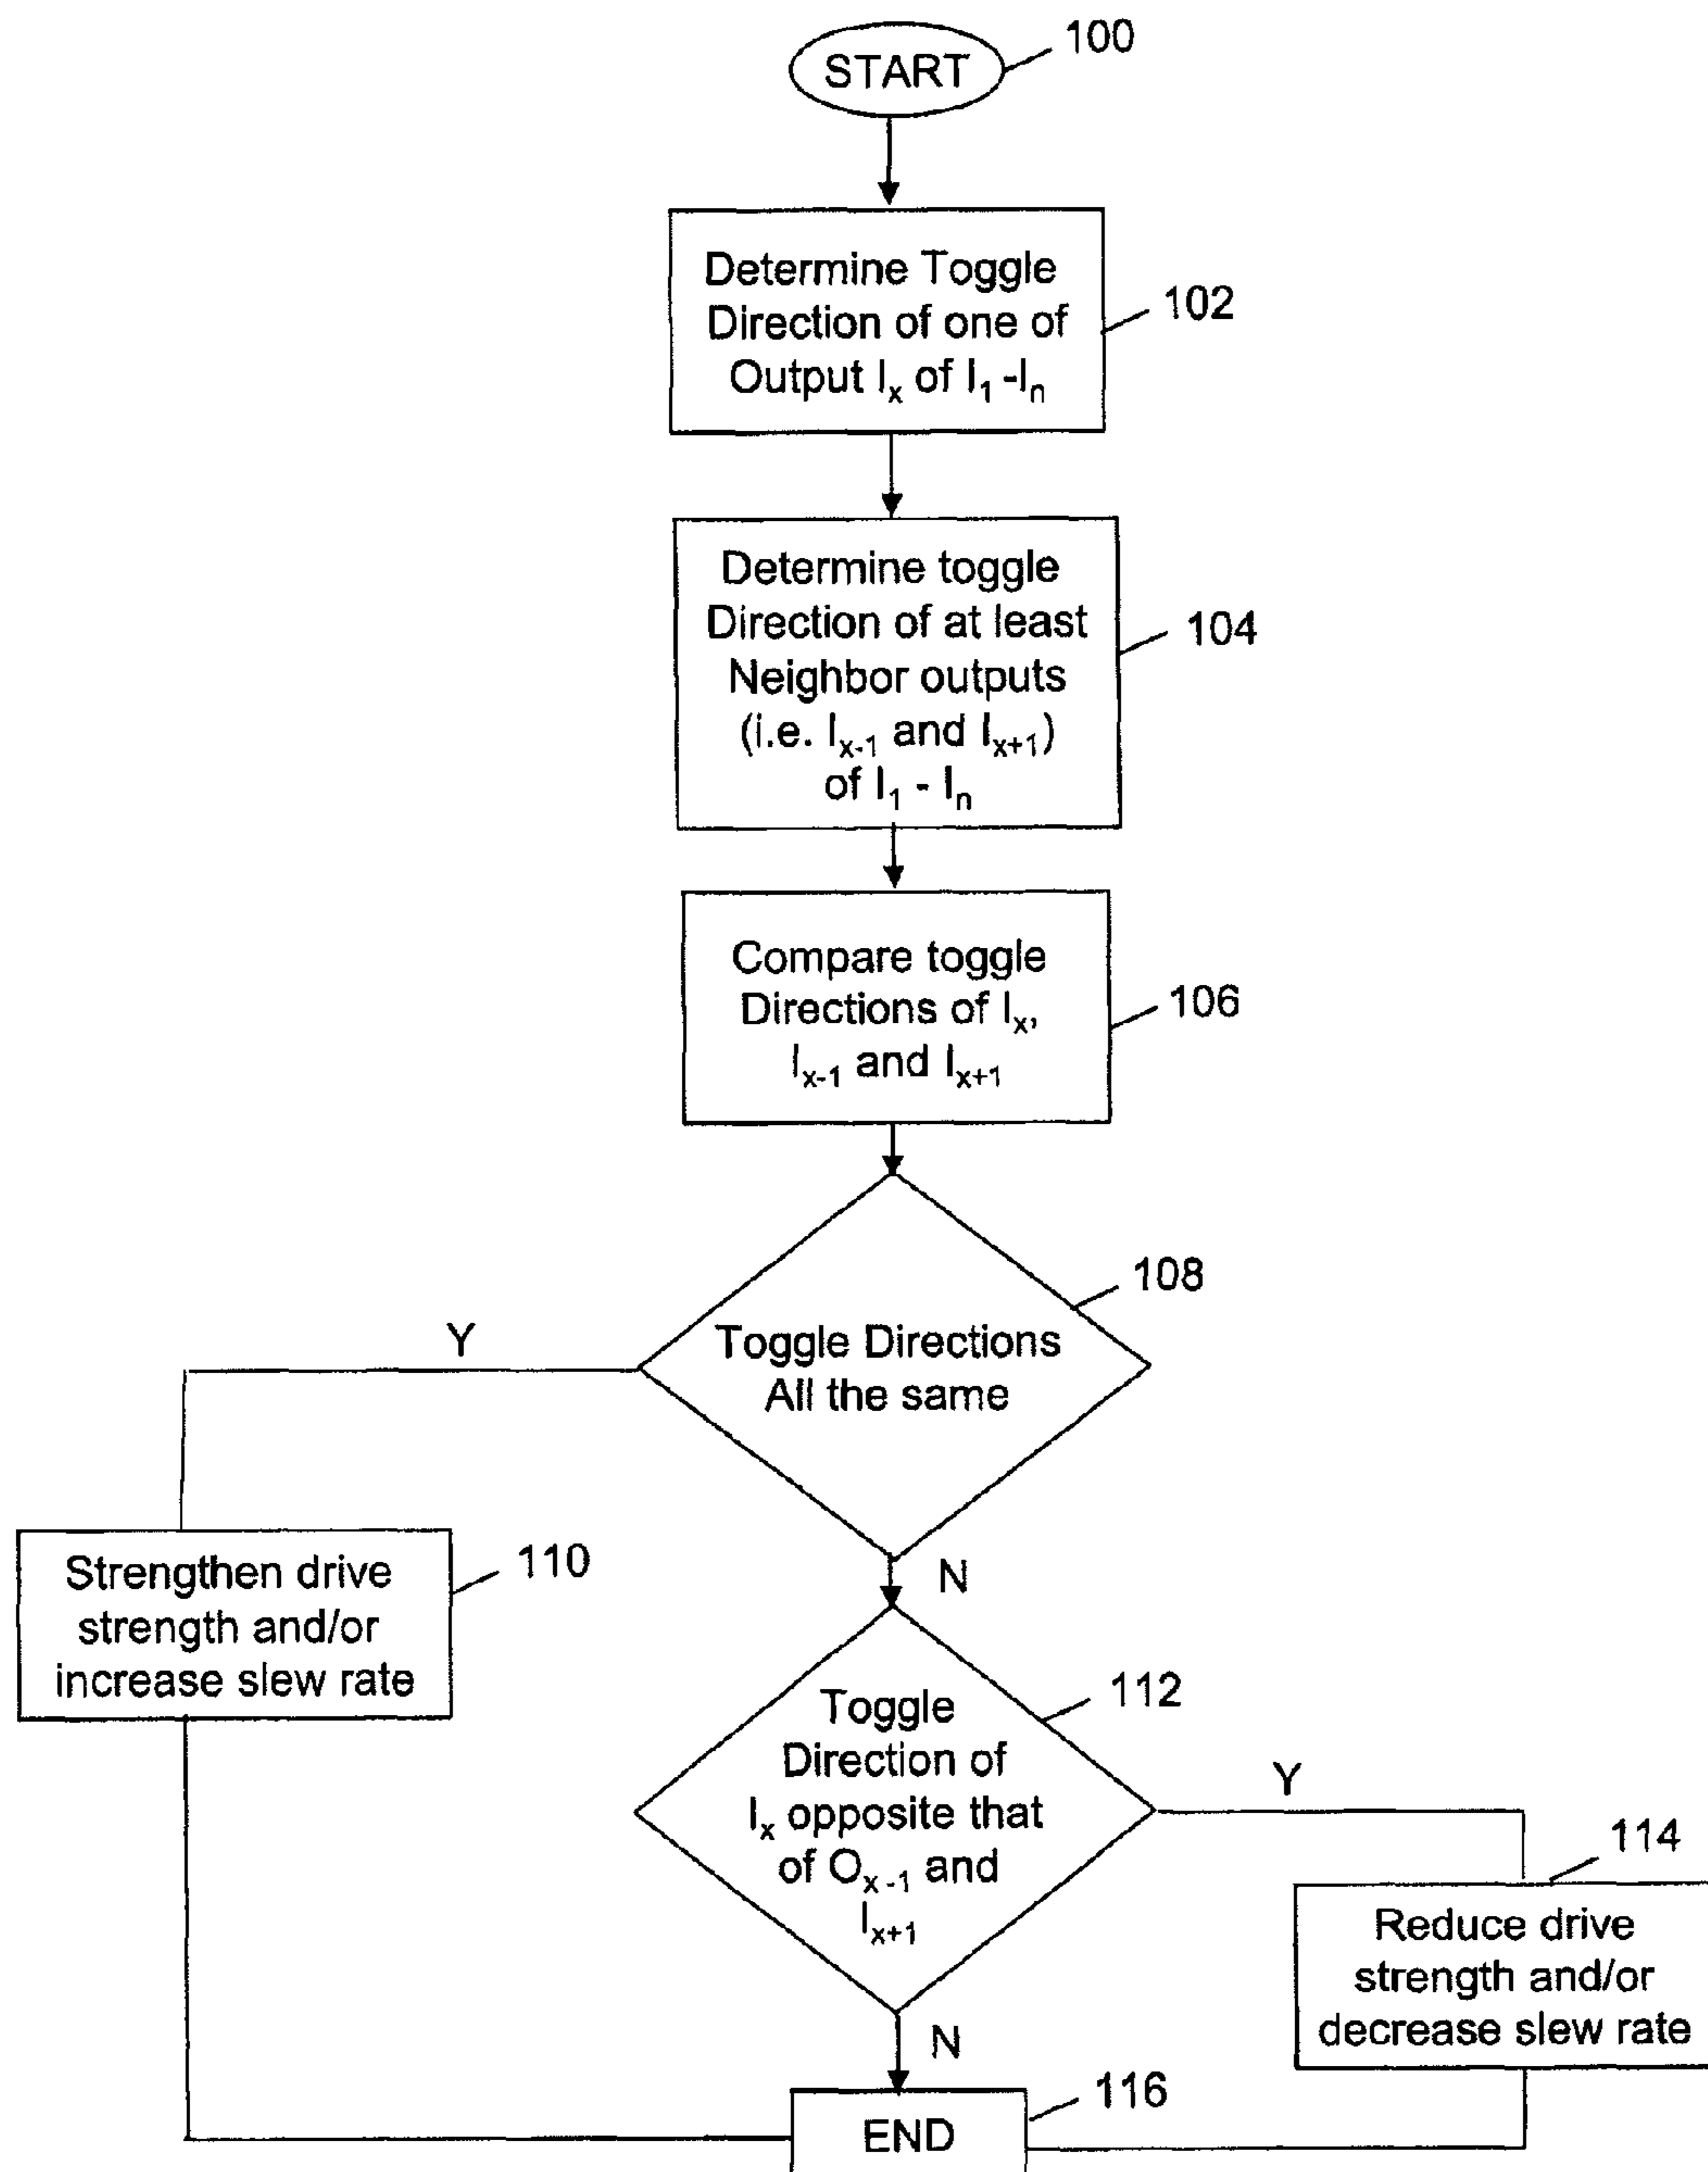 START
100
Determine Toggle
Direction of one of
Output Iₓ of I₁ -Iₙ
102
Determine toggle
Direction of at least
Neighbor outputs
(i.e. Iₓ₋₁ and Iₓ₊₁)
of I₁ - Iₙ
104
Compare toggle
Directions of Iₓ,
Iₓ₋₁ and Iₓ₊₁
106
108
Toggle Directions
All the same
Y
N
Strengthen drive
strength and/or
increase slew rate
110
Toggle
Direction of
Iₓ opposite that
of Oₓ₋₁ and
Iₓ₊₁
112
Y
N
114
Reduce drive
strength and/or
decrease slew rate
END
116